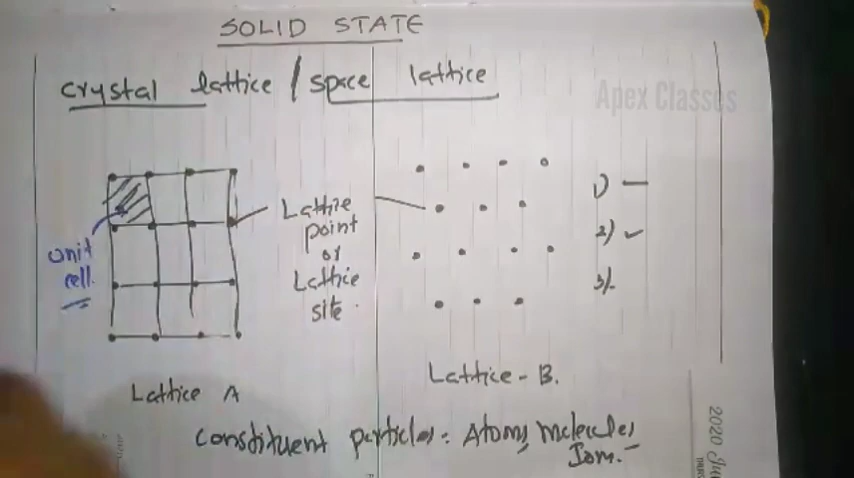 SOLID STATE
Crystal lattice / space lattice
Apex Classes
Lattice
point
or
Lattice
site.
unit
cell.
1) —
2) ✓
3)
Lattice A
Lattice - B.
constituent particles: Atoms, molecules,
Ions.
2020